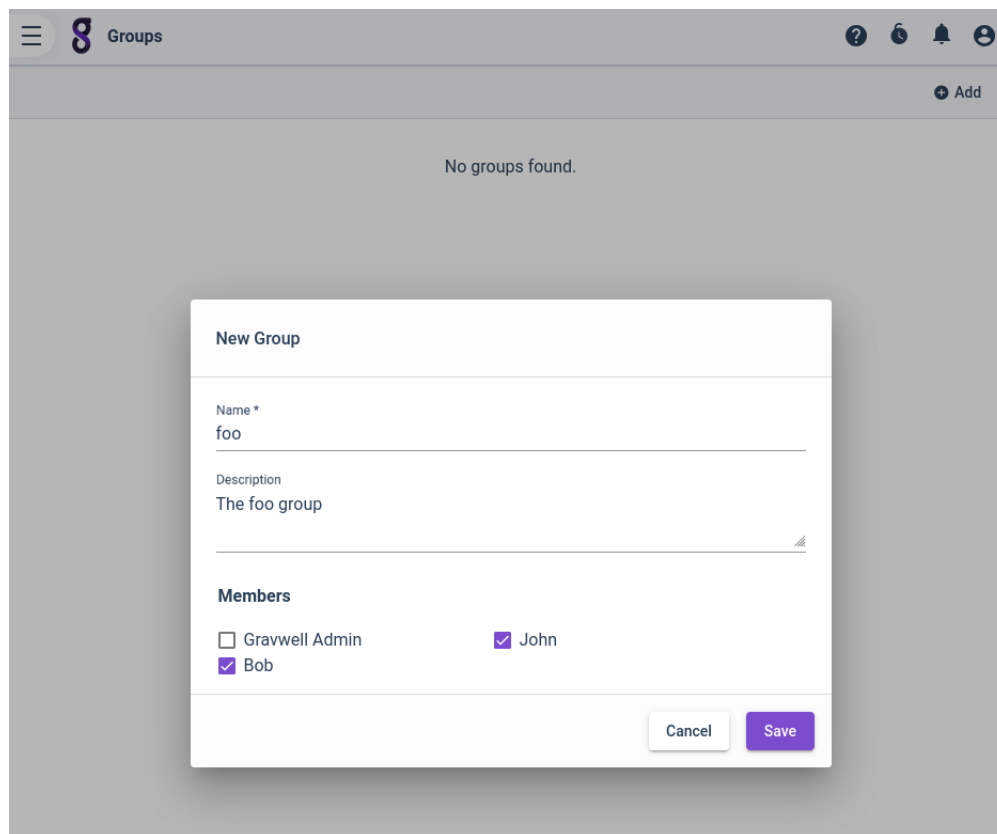 Groups
Add
No groups found.
New Group
Name *
foo
Description
The foo group
Members
Gravwell Admin
John
Bob
Cancel
Save